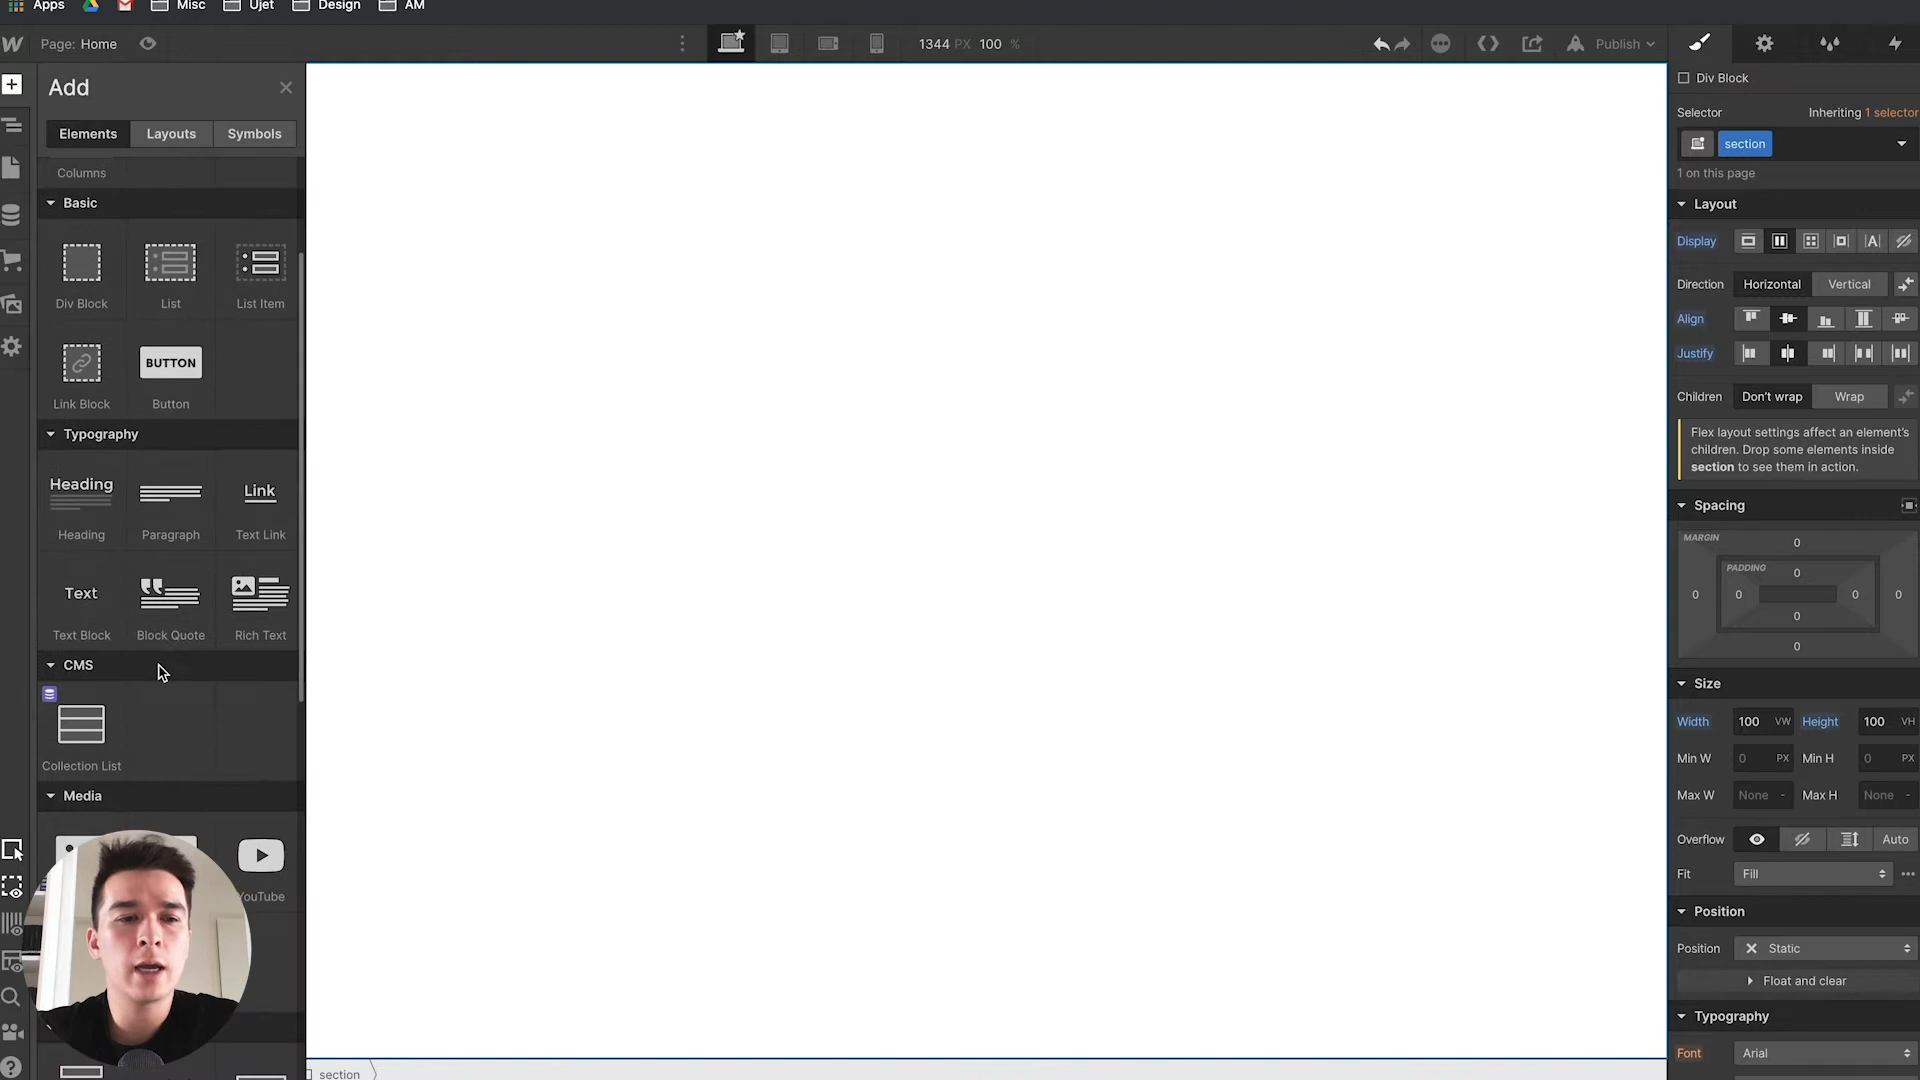 Apps
Misc
Ujet
Design
AM
Page: Home
1344 PX 100 %
Publish
Add
Elements
Layouts
Symbols
Columns
Basic
Div Block
List
List Item
BUTTON
Link Block
Button
Typography
Heading
Link
Heading
Paragraph
Text Link
Text
Text Block
Block Quote
Rich Text
CMS
Collection List
Media
YouTube
section
Div Block
Selector
Inheriting 1 selector
section
1 on this page
Layout
Display
Direction
Horizontal
Vertical
Align
Justify
Children
Don't wrap
Wrap
Flex layout settings affect an element's
children. Drop some elements inside
section to see them in action.
Spacing
MARGIN
0
PADDING
0
0
0
0
0
0
0
Size
Width
100 VW
Height
100 VH
Min W
0 PX
Min H
0 PX
Max W
None -
Max H
None -
Overflow
Auto
Fit
Fill
Position
Position
Static
Float and clear
Typography
Font
Arial